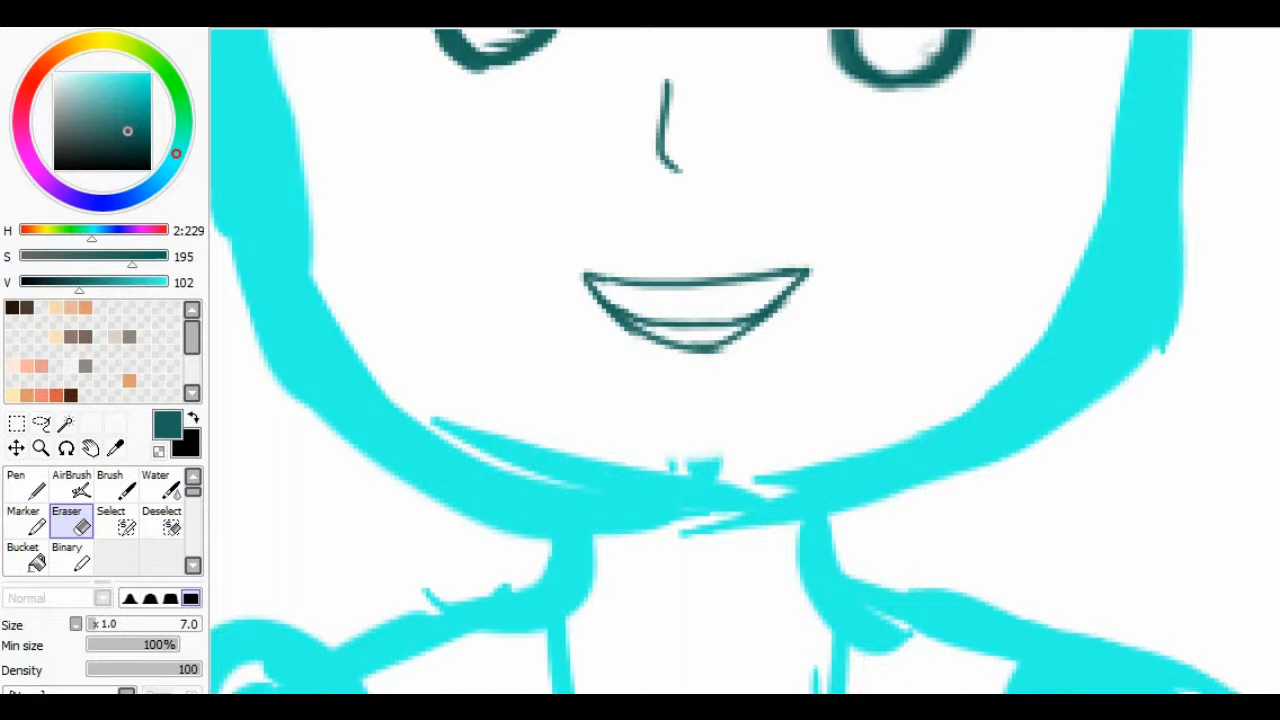 H 2:229
S 195
V 102
Pen AirBrush Brush Water
Marker Eraser Select Deselect
Bucket Binary
Normal
Size x 1.0 7.0
Min size 100%
Density 100